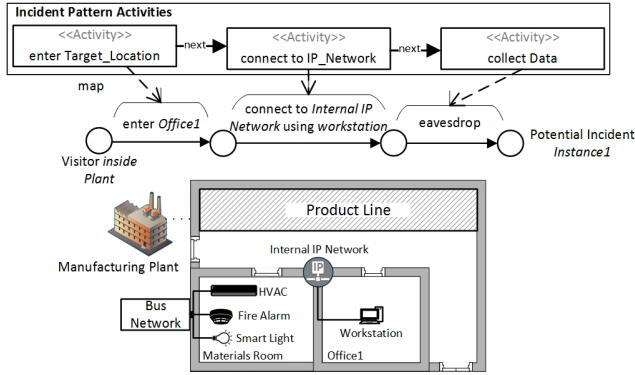 Incident Pattern Activities
<<Activity>>
enter Target_Location
next
<<Activity>>
connect to IP_Network
next
<<Activity>>
collect Data
map
enter Office1
connect to Internal IP
Network using workstation
eavesdrop
Visitor inside
Plant
Potential Incident
Instance1
Product Line
Manufacturing Plant
Internal IP Network
IP
Bus
Network
HVAC
Fire Alarm
Smart Light
Materials Room
Workstation
Office1